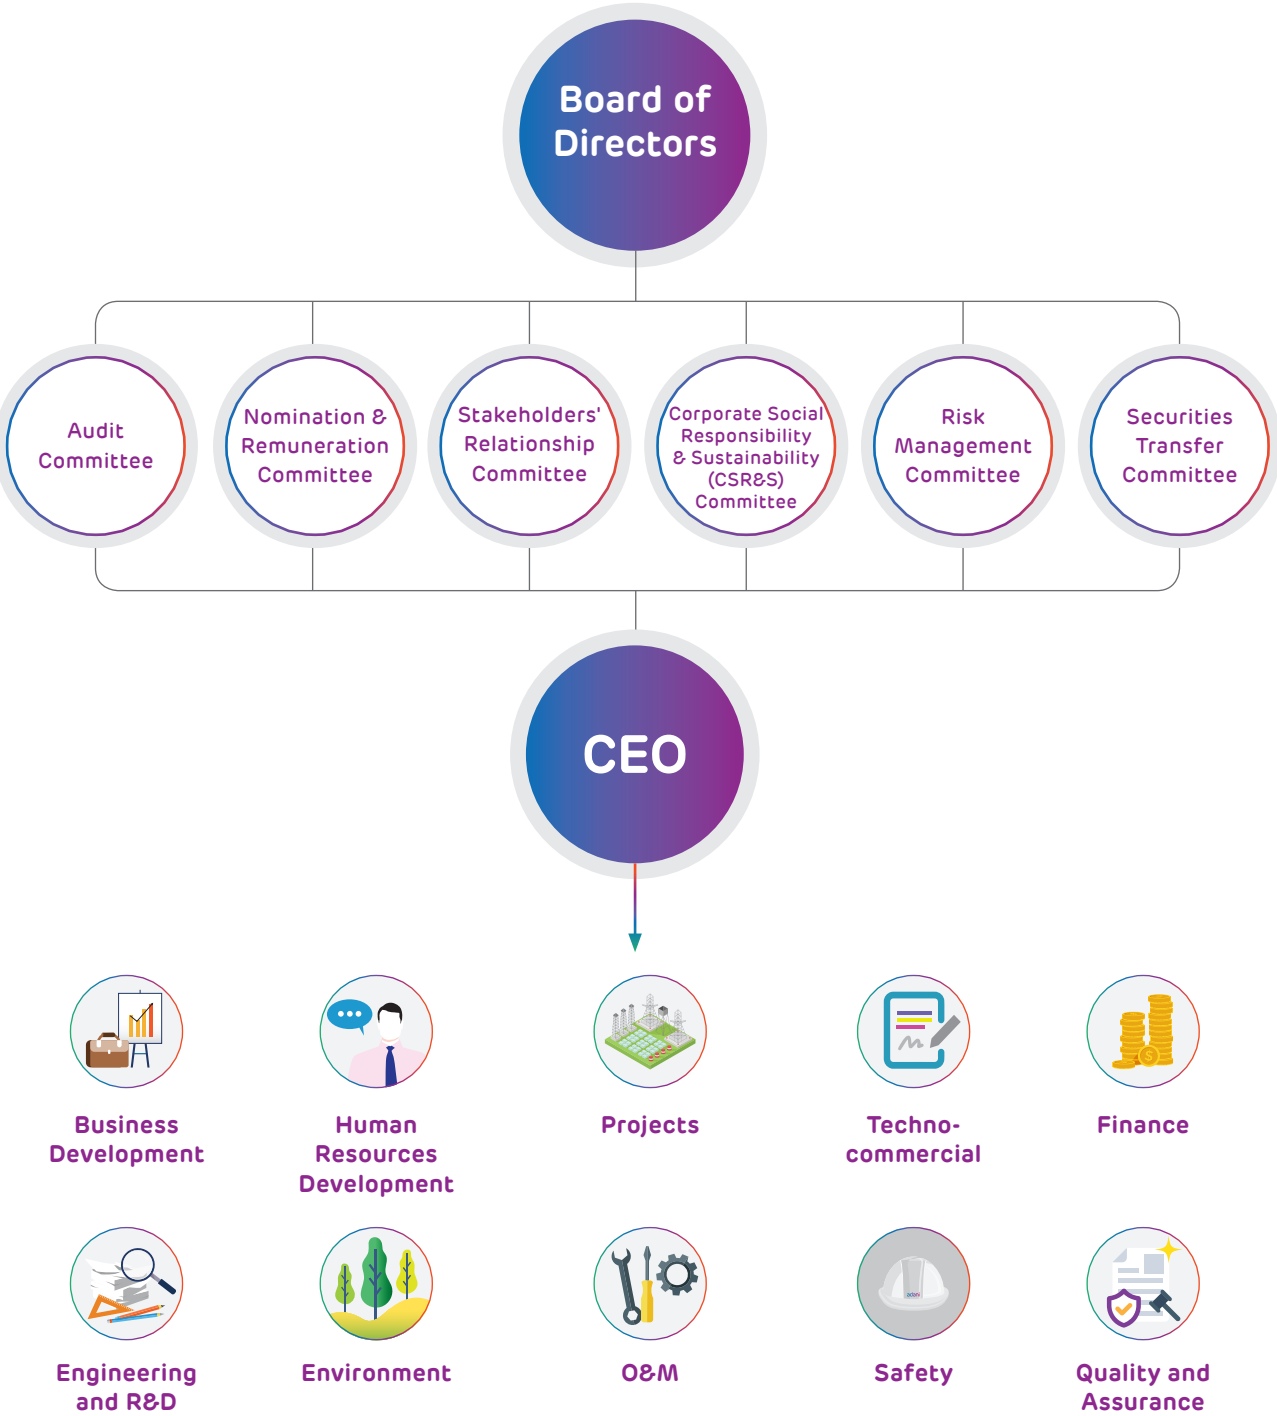 Board of
Directors
Audit
Committee
Nomination &
Remuneration
Committee
Stakeholders'
Relationship
Committee
Corporate Social
Responsibility
& Sustainability
(CSR&S)
Committee
Risk
Management
Committee
Securities
Transfer
Committee
CEO
Business
Development
Human
Resources
Development
Projects
Techno-
commercial
$
Finance
Engineering
and R&D
Environment
O&M
adani
Safety
Quality and
Assurance